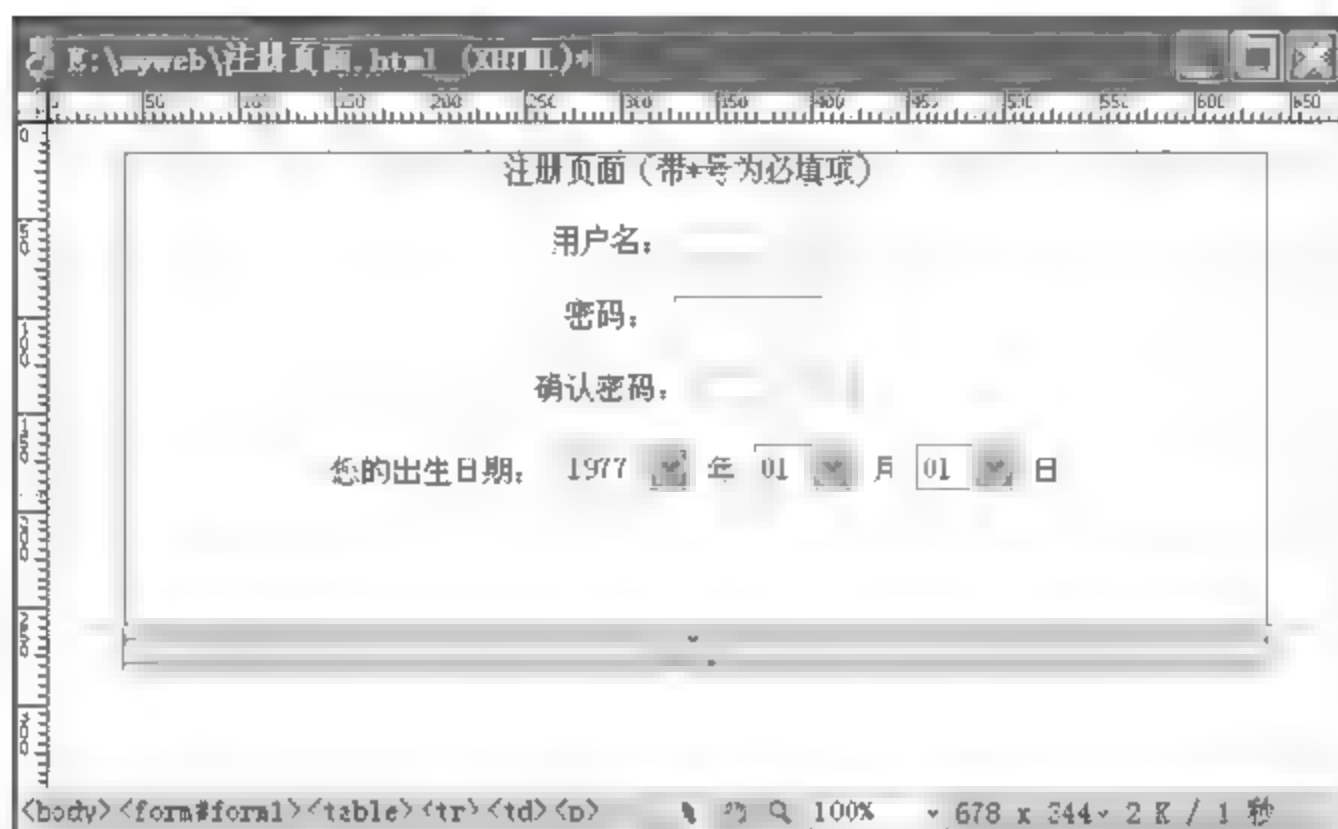 E:\myweb\注册页面.html (XHTML)*
50 100 150 200 250 300 350 400 450 500 550 600 650
0
注册页面(带*号为必填项)
用户名:
密码:
确认密码:
您的出生日期: 1977 年 01 月 01 日
<body><form#form1><table><tr><td><p> 100% 678 x 344 2 K / 1 秒